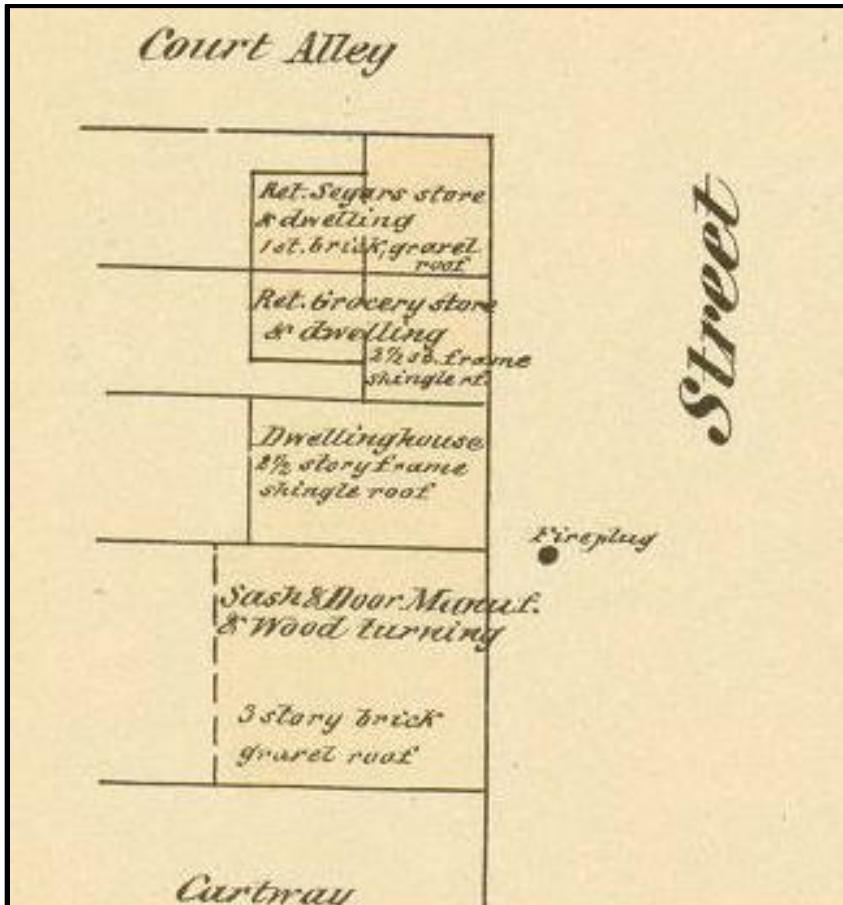 Court Alley
Ret. Segars store
& dwelling
1 st. brick, gravel
roof
Ret. Grocery store
& dwelling
2½ st. frame
shingle rf.
Street
Dwellinghouse
2½ story frame
shingle roof
Fireplug
Sash & Door. Manuf.
& Wood turning
3 story brick
gravel roof
Cartway